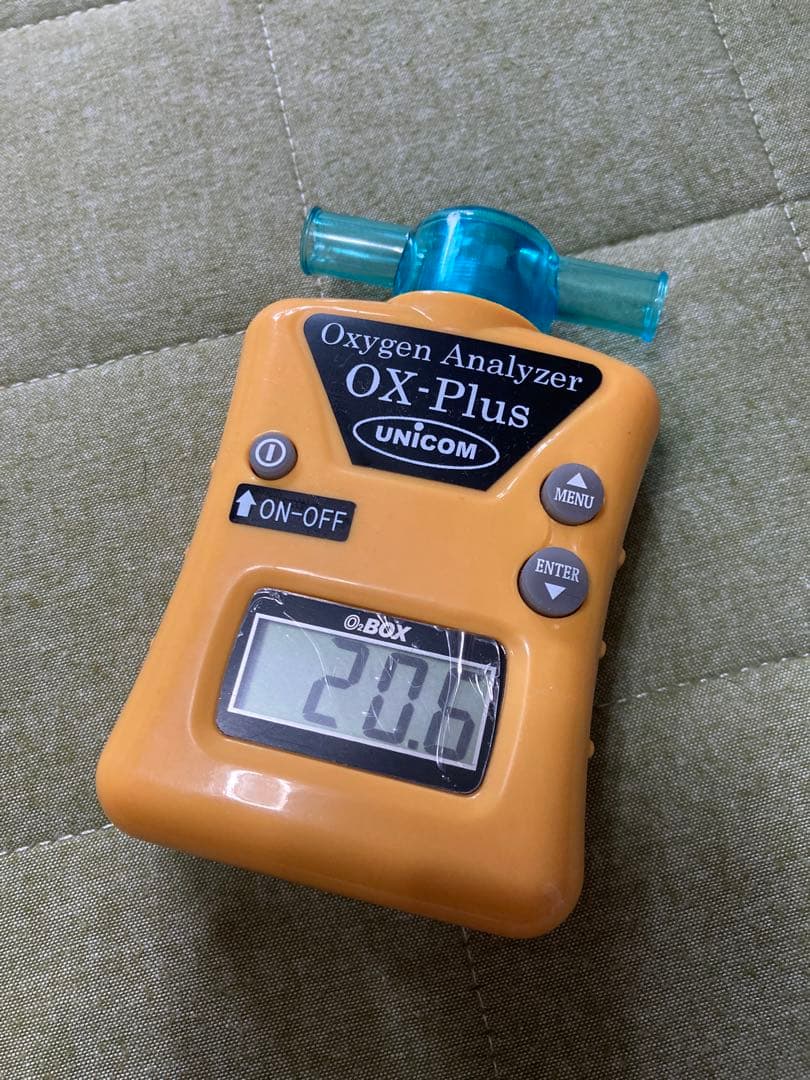 Oxygen Analyzer
OX-Plus
UNiCOM
ON-OFF
MENU
ENTER
O₂BOX
20.6